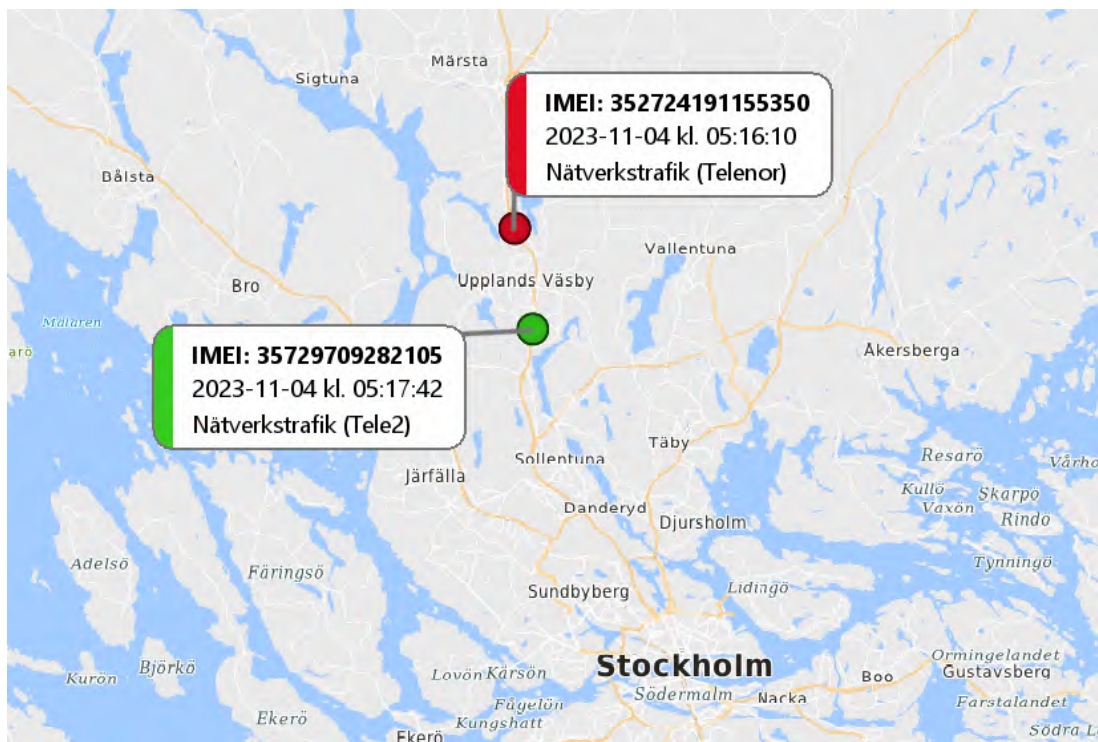 Märsta
Sigtuna
IMEI: 352724191155350
2023-11-04 kl. 05:16:10
Nätverkstrafik (Telenor)
Bålsta
Vallentuna
Upplands Väsby
Bro
Mälaren
arö
IMEI: 35729709282105
2023-11-04 kl. 05:17:42
Nätverkstrafik (Tele2)
Åkersberga
Täby
Sollentuna
Järfälla
Resarö
Vårho
Kullö
Skarpö
Vaxön
Rindö
Danderyd
Djursholm
Adelsö
Färingsö
Tynningö
Sundbyberg
Lidingö
Stockholm
Ormingelandet
Björkö
Kurön
Lovön
Kärsön
Boo
Gustavsberg
Södermalm
Nacka
Farstalandet
Fågelön
Kungshatt
Ekerö
Ekerö
Södra L